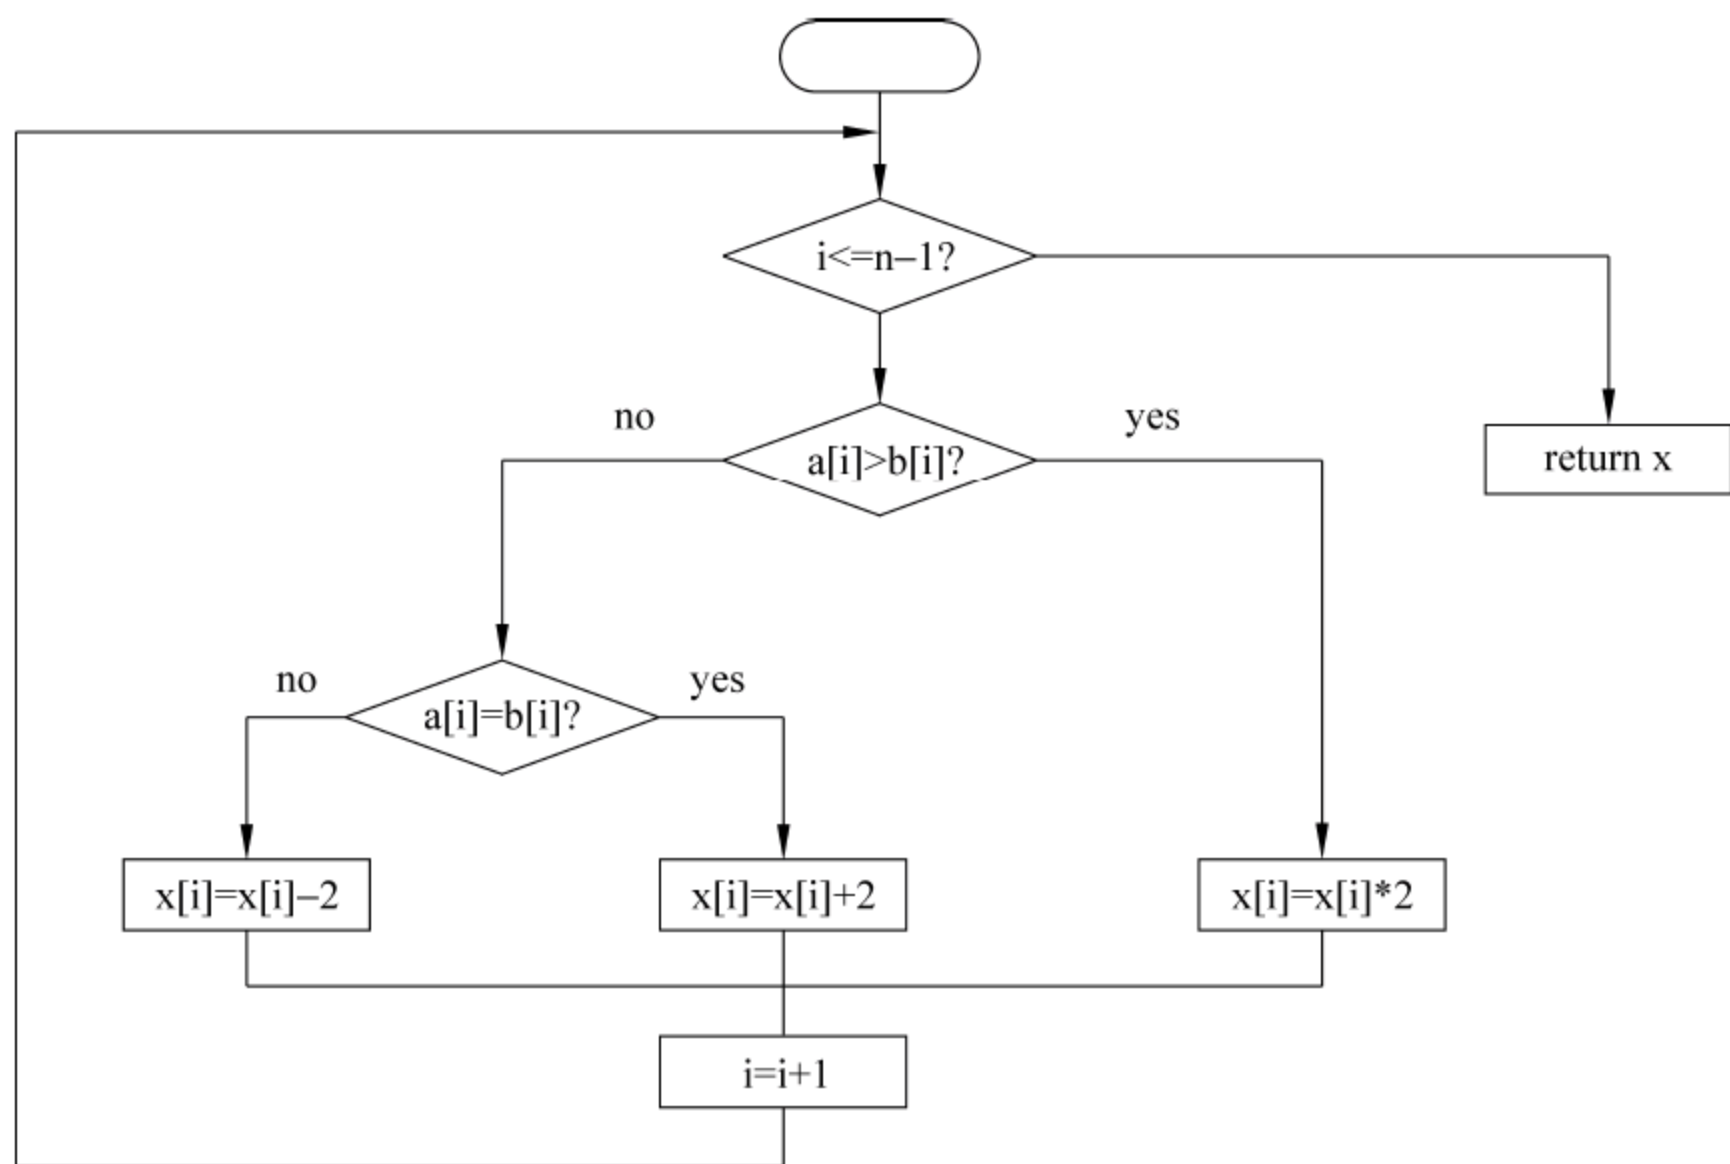 i<=n–1?
no
yes
a[i]>b[i]?
return x
no
yes
a[i]=b[i]?
x[i]=x[i]–2
x[i]=x[i]+2
x[i]=x[i]*2
i=i+1